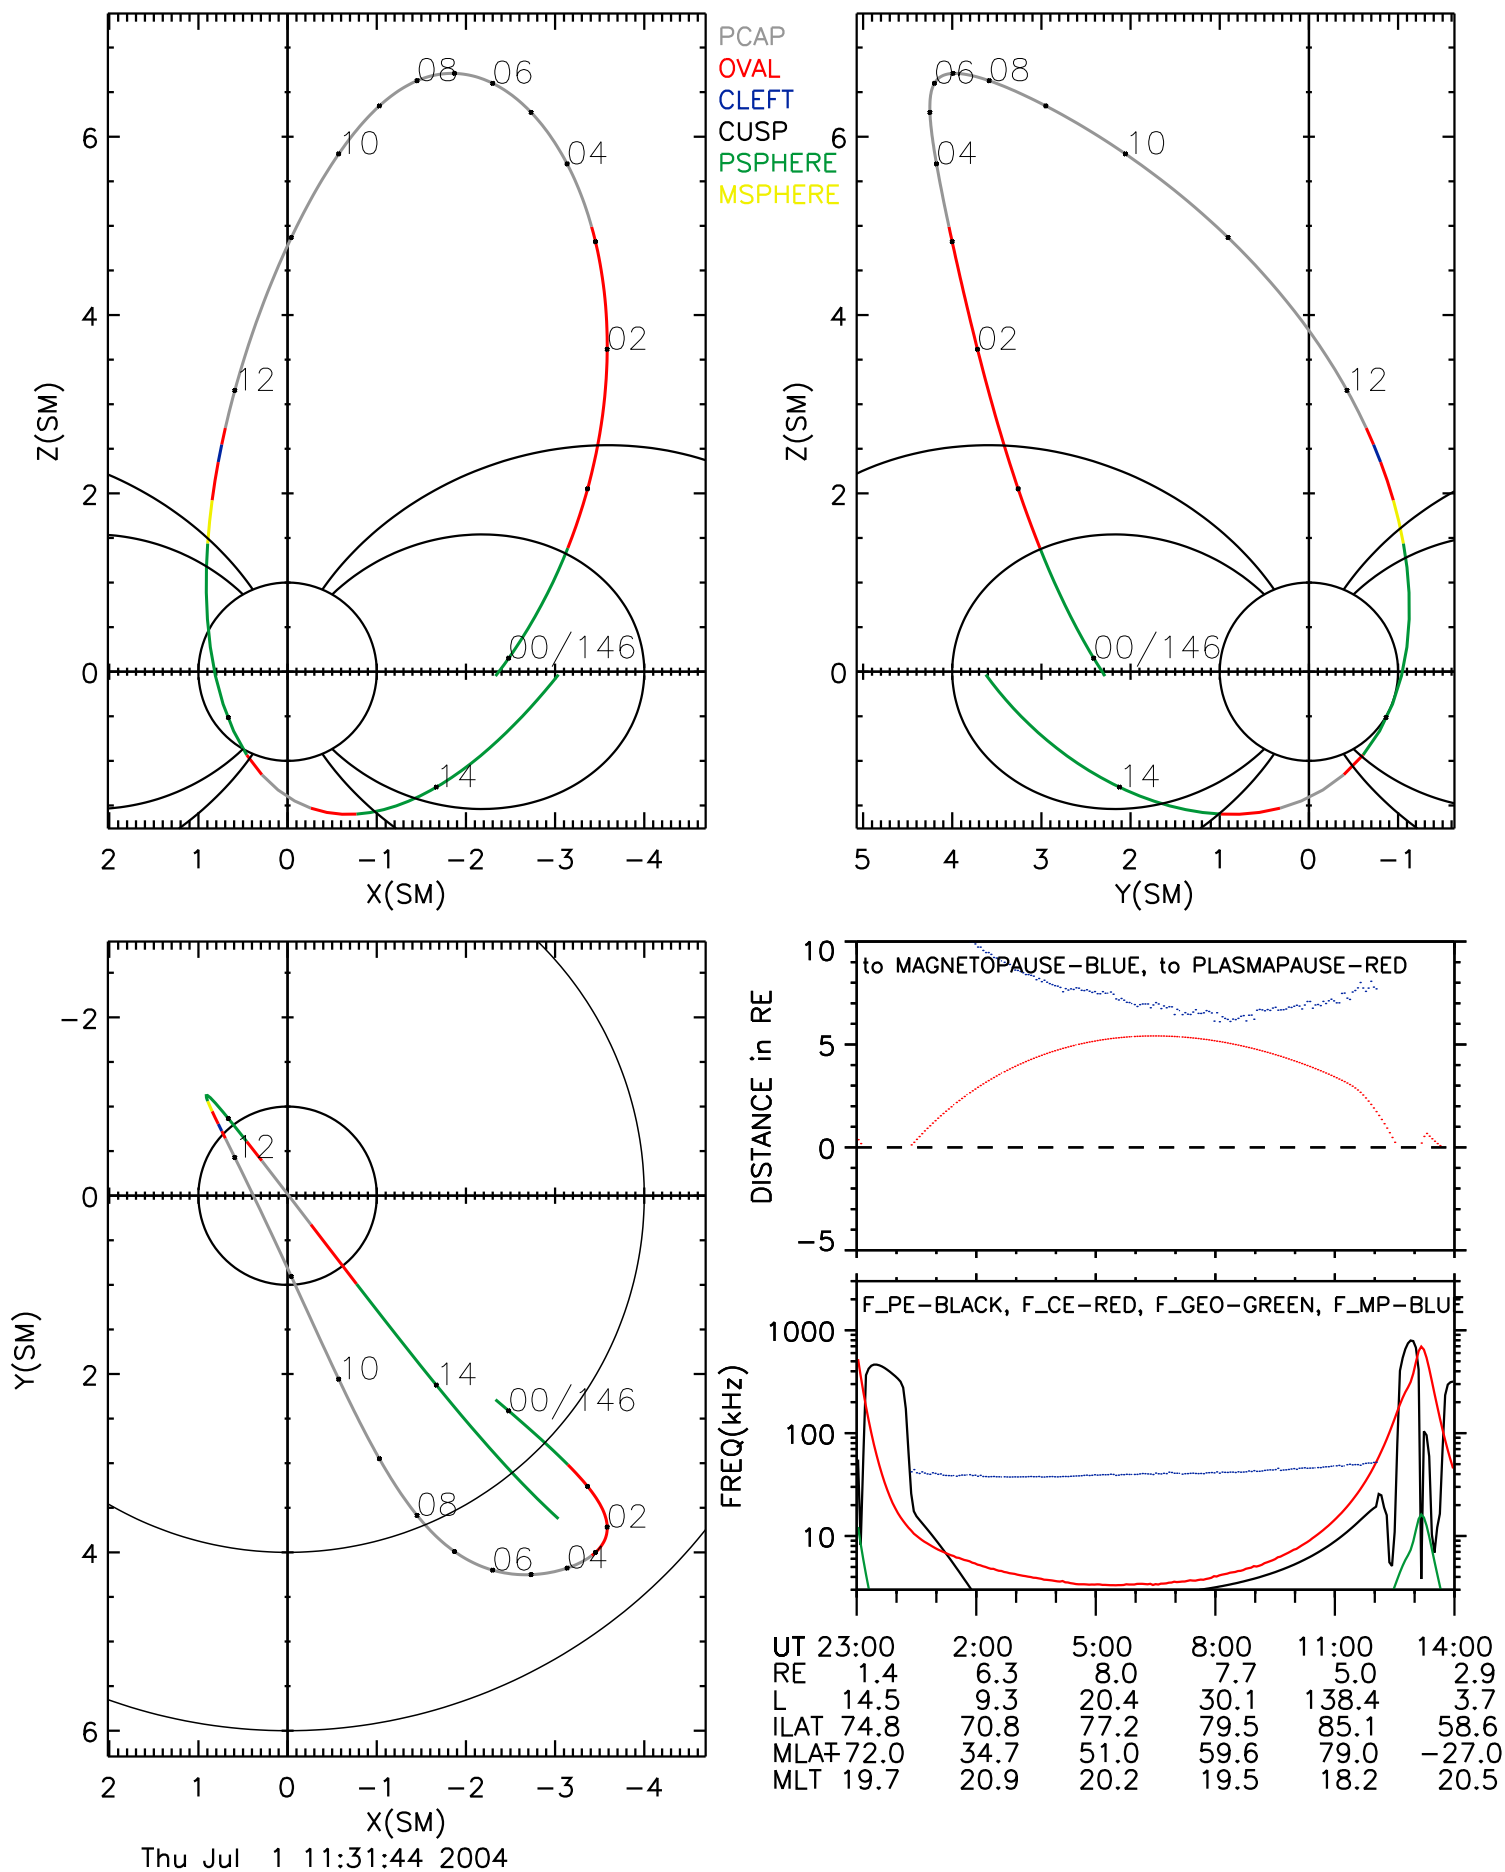 PCAP
OVAL
CLEFT
CUSP
PSPHERE
MSPHERE
08
06
10
04
02
12
00/146
14
6
4
2
0
Z(SM)
2 1 0 -1 -2 -3 -4
X(SM)
06
08
04
10
02
12
00/146
14
6
4
2
0
Z(SM)
5 4 3 2 1 0 -1
Y(SM)
12
10
14
00/146
08
02
06
04
-2
0
2
4
6
Y(SM)
2 1 0 -1 -2 -3 -4
X(SM)
to MAGNETOPAUSE-BLUE, to PLASMAPAUSE-RED
10
5
0
-5
DISTANCE in RE
F_PE-BLACK, F_CE-RED, F_GEO-GREEN, F_MP-BLUE
1000
100
10
FREQ(kHz)
UT 23:00 2:00 5:00 8:00 11:00 14:00
RE 1.4 6.3 8.0 7.7 5.0 2.9
L 14.5 9.3 20.4 30.1 138.4 3.7
ILAT 74.8 70.8 77.2 79.5 85.1 58.6
MLAT-72.0 34.7 51.0 59.6 79.0 -27.0
MLT 19.7 20.9 20.2 19.5 18.2 20.5
Thu Jul 1 11:31:44 2004